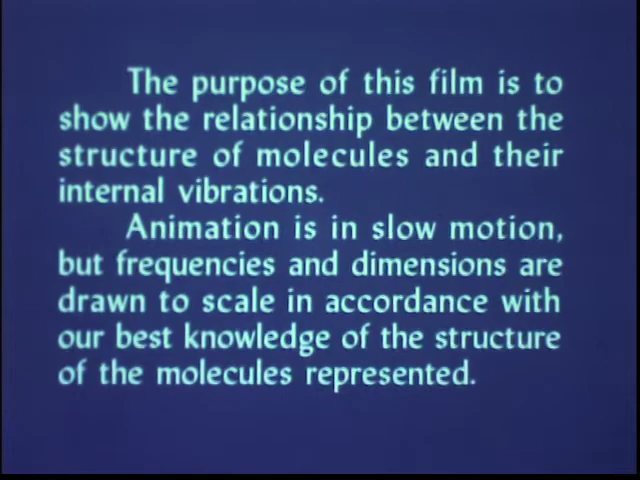 The purpose of this film is to
show the relationship between the
structure of molecules and their
internal vibrations.
Animation is in slow motion,
but frequencies and dimensions are
drawn to scale in accordance with
our best knowledge of the structure
of the molecules represented.